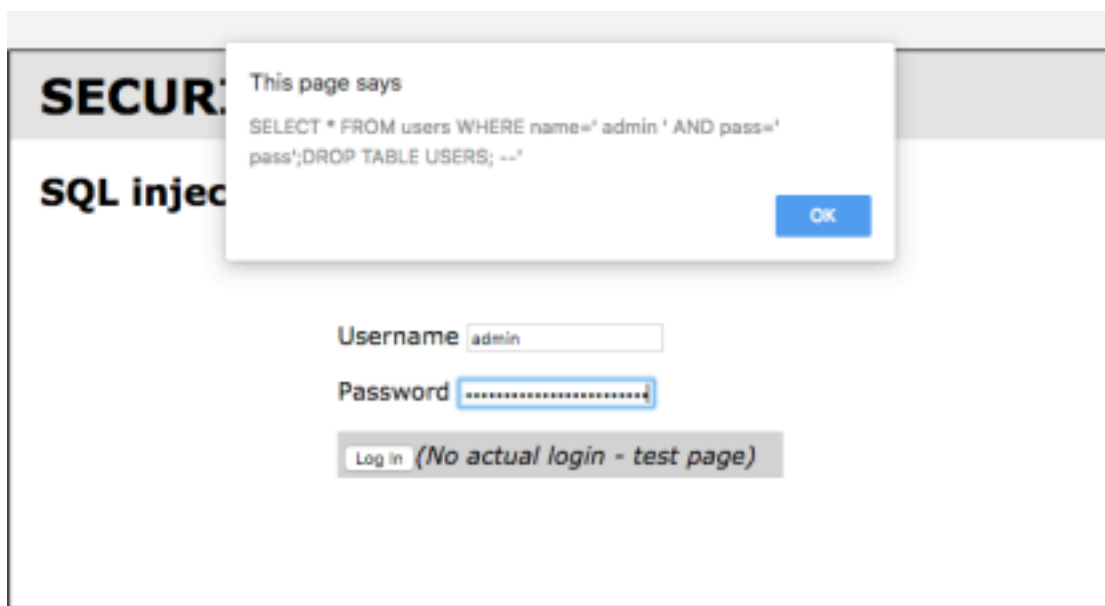 This page says
SELECT * FROM users WHERE name=' admin ' AND pass='
pass';DROP TABLE USERS; --'
OK
SECUR
SQL injec
Username admin
Password
Log In (No actual login - test page)